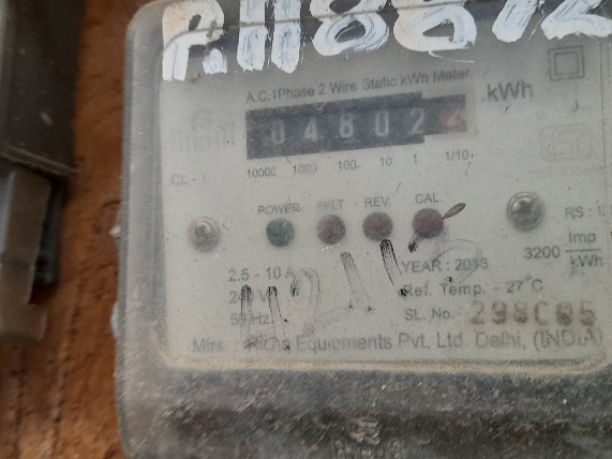 A.C. 1Phase 2 Wire Static kWh Meter
kWh
04802
10000 1000 100 10 1 1/10
CL - 1
POWER REV. CAL.
RS : 1
3200 Imp
kWh
2.5 - 10 A
YEAR : 2013
Ref. Temp. - 27°C
50 Hz.
SL. No.
Equipments Pvt. Ltd. Delhi, (INDIA)